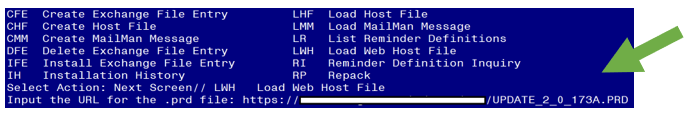 CFE  Create Exchange File Entry          LHF  Load Host File
CHF  Create Host File                    LMM  Load MailMan Message
CMM  Create MailMan Message              LR   List Reminder Definitions
DFE  Delete Exchange File Entry          LWH  Load Web Host File
IFE  Install Exchange File Entry         RI   Reminder Definition Inquiry
IH   Installation History                RP   Repack
Select Action: Next Screen// LWH   Load Web Host File
Input the URL for the .prd file: https:// /UPDATE_2_0_173A.PRD